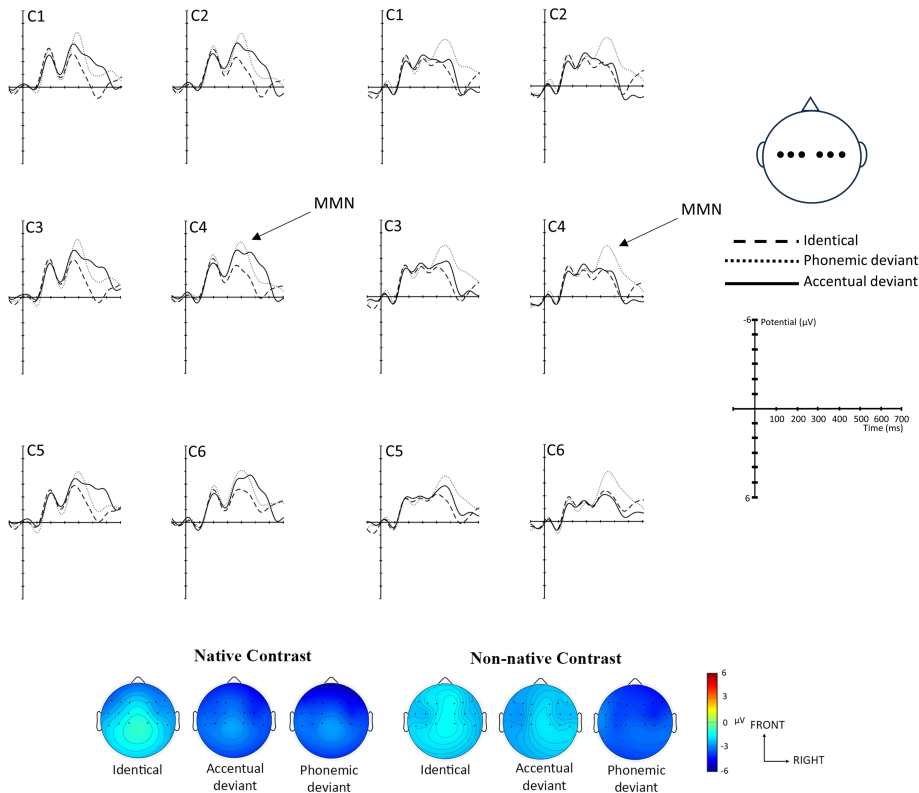 C1
C2
C1
C2
C3
C4
MMN
C3
C4
MMN
Identical
Phonemic deviant
Accentual deviant
-6
Potential (µV)
100 200 300 400 500 600 700
Time (ms)
6
C5
C6
C5
C6
Native Contrast
Non-native Contrast
Identical
Accentual
deviant
Phonemic
deviant
Identical
Accentual
deviant
Phonemic
deviant
6
3
0
-3
-6
µV
FRONT
RIGHT